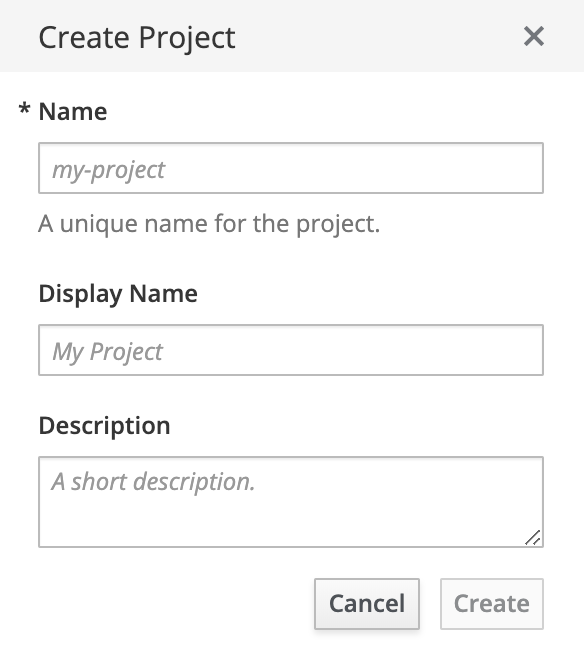 Create Project
* Name
my-project
A unique name for the project.
Display Name
My Project
Description
A short description.
Cancel Create